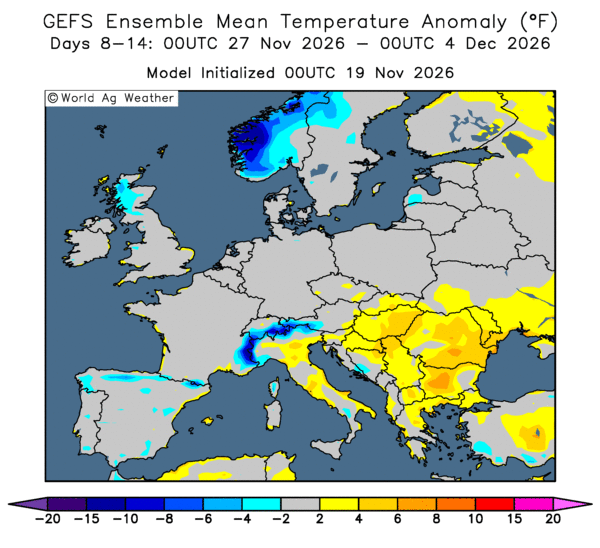 GEFS Ensemble Mean Temperature Anomaly (°F)
Days 8-14: 00UTC 27 Nov 2026 - 00UTC 4 Dec 2026
Model Initialized 00UTC 19 Nov 2026
© World Ag Weather
-20 -15 -10 -8 -6 -4 -2 2 4 6 8 10 15 20